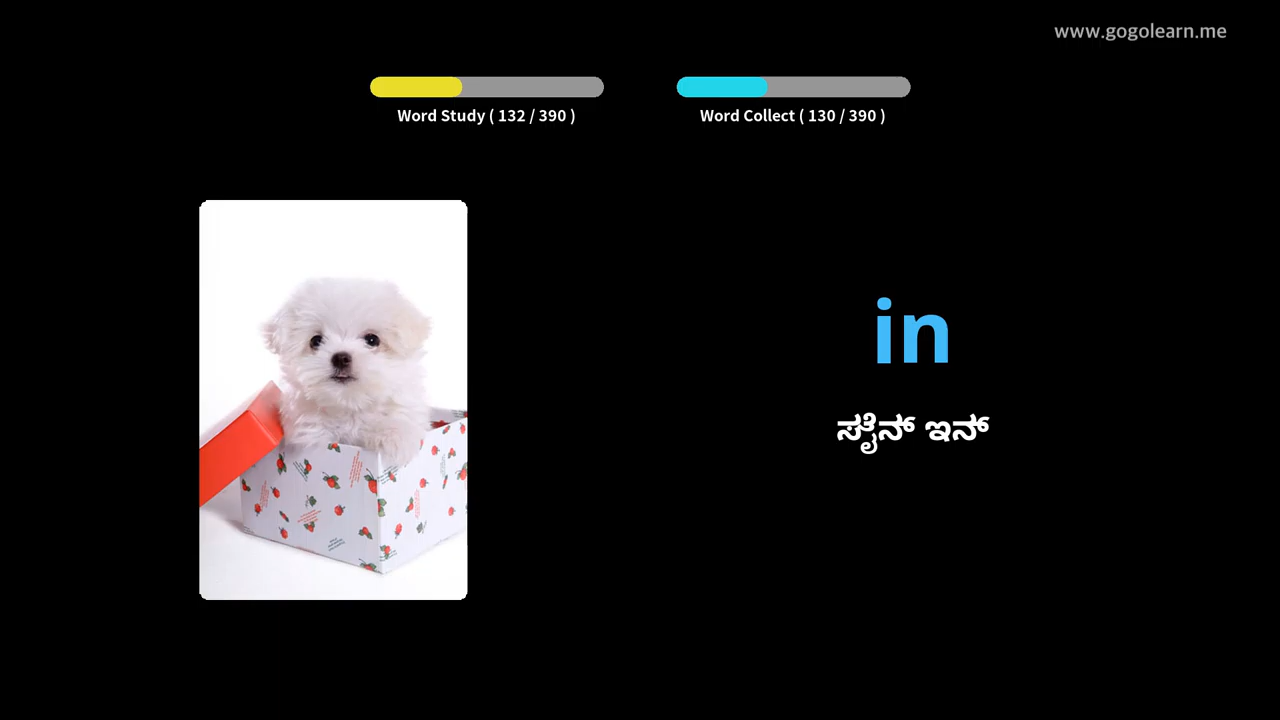 www.gogolearn.me
Word Study ( 132 / 390 )
Word Collect ( 130 / 390 )
in
ಸೈನ್ ಇನ್